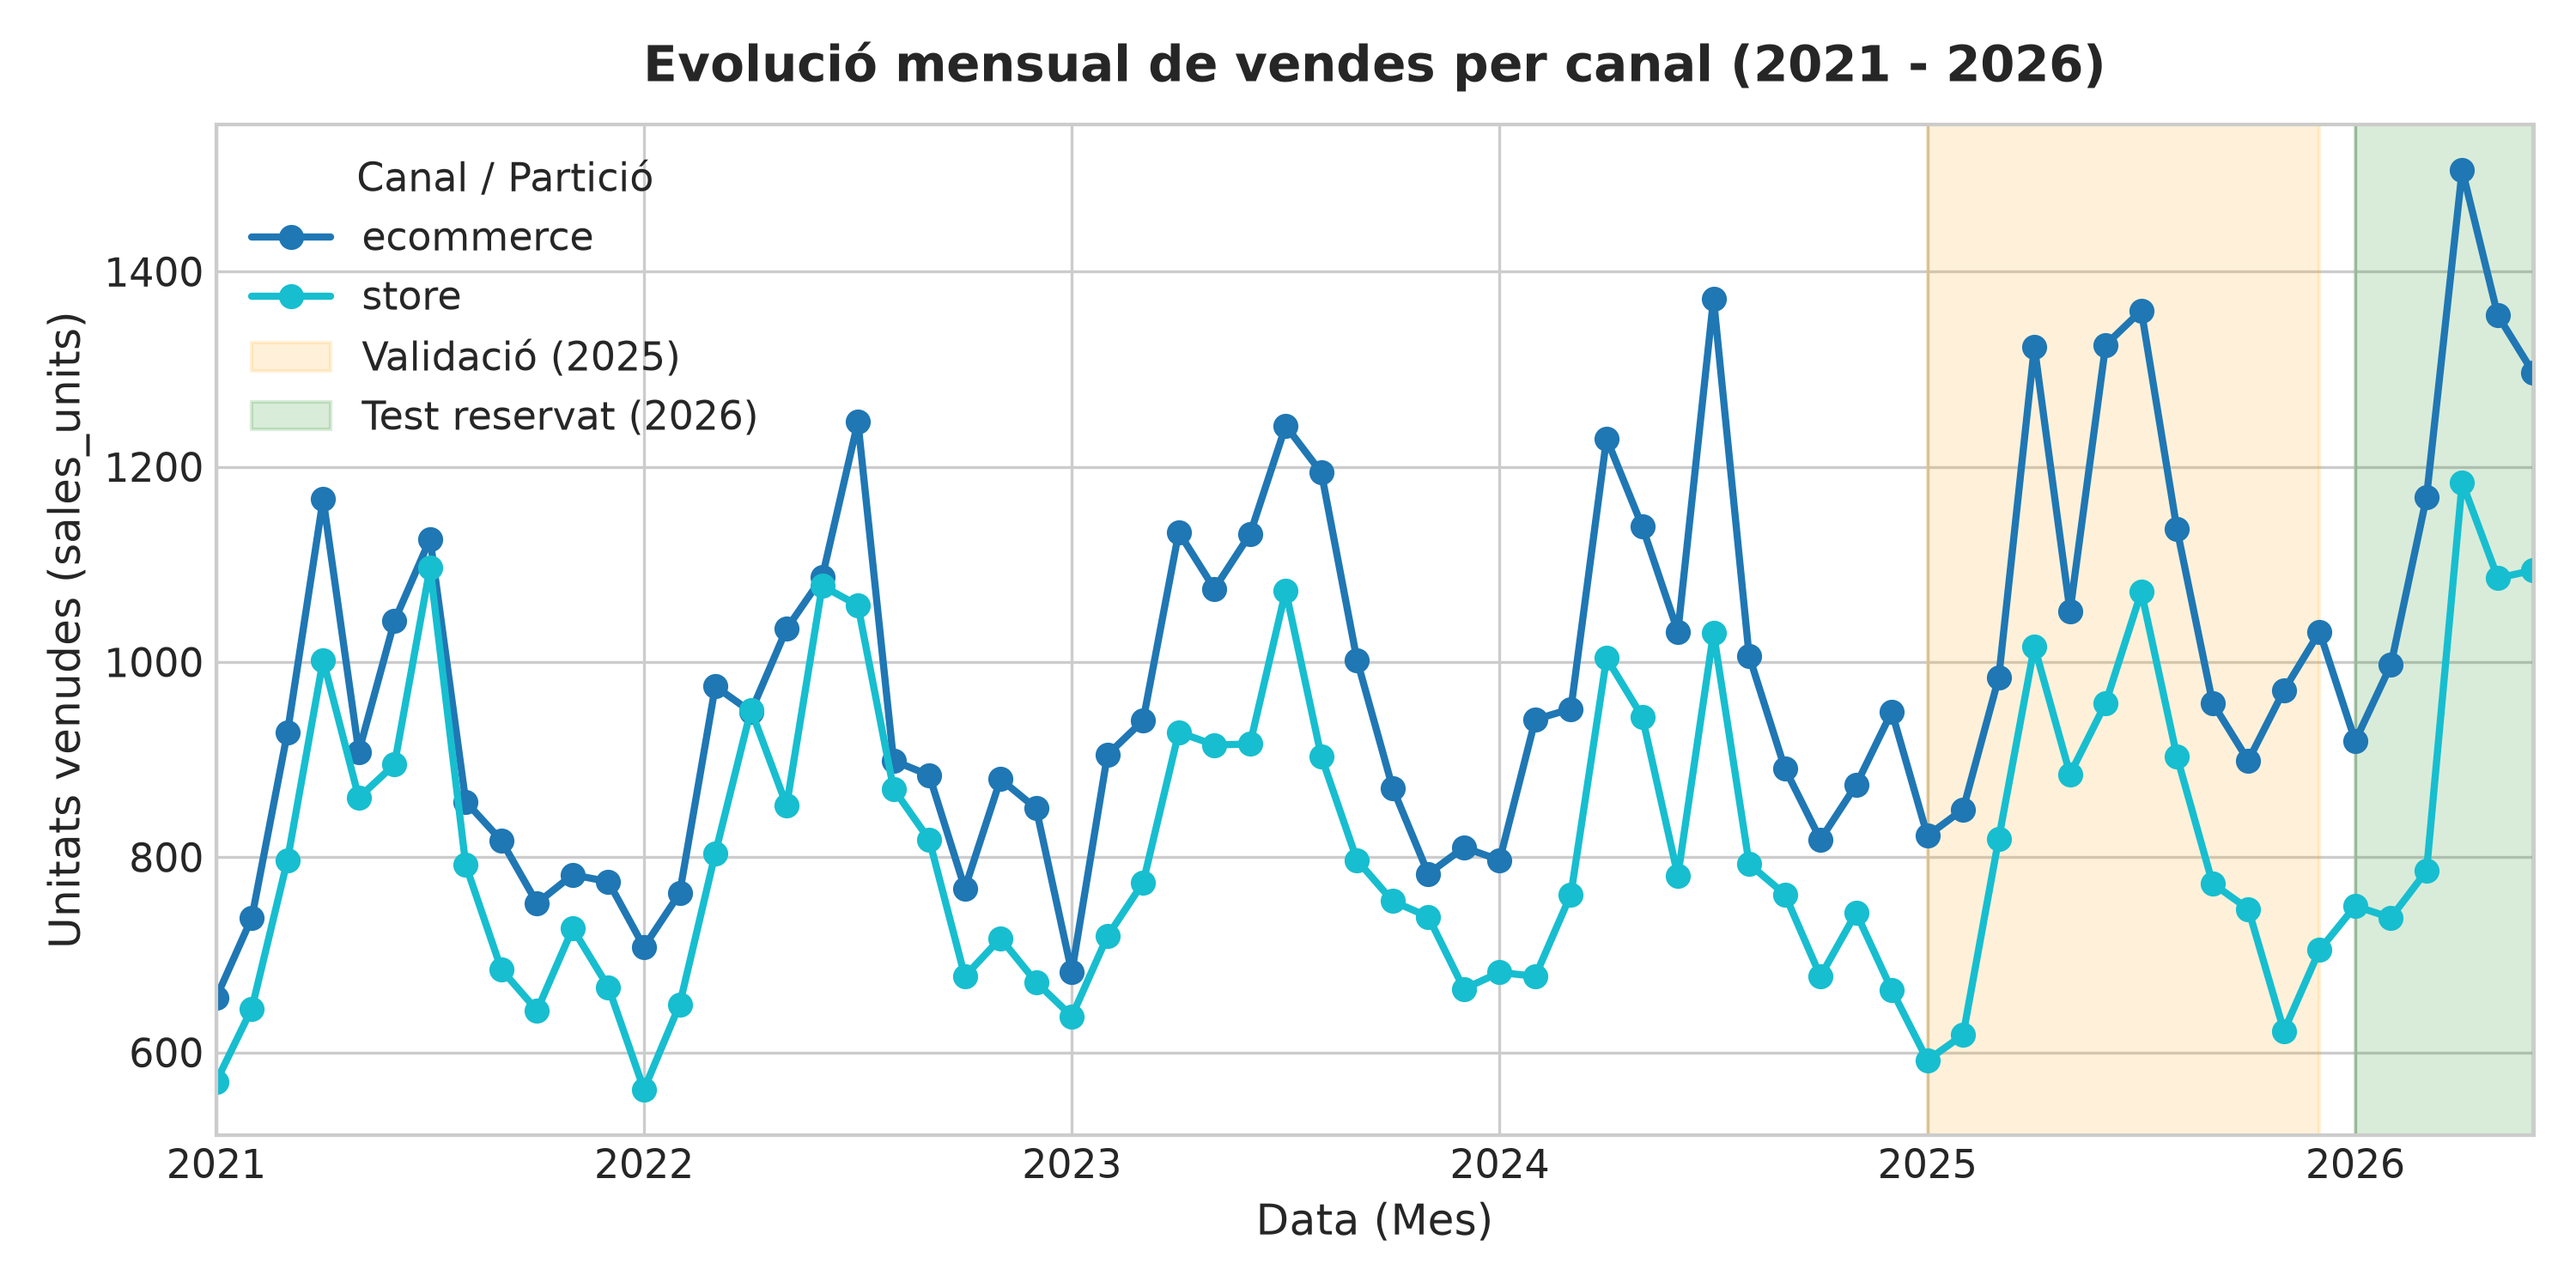 Evolució mensual de vendes per canal (2021 - 2026)
Canal / Partició
ecommerce
store
Validació (2025)
Test reservat (2026)
Unitats venudes (sales_units)
1400
1200
1000
800
600
2021
2022
2023
2024
2025
2026
Data (Mes)